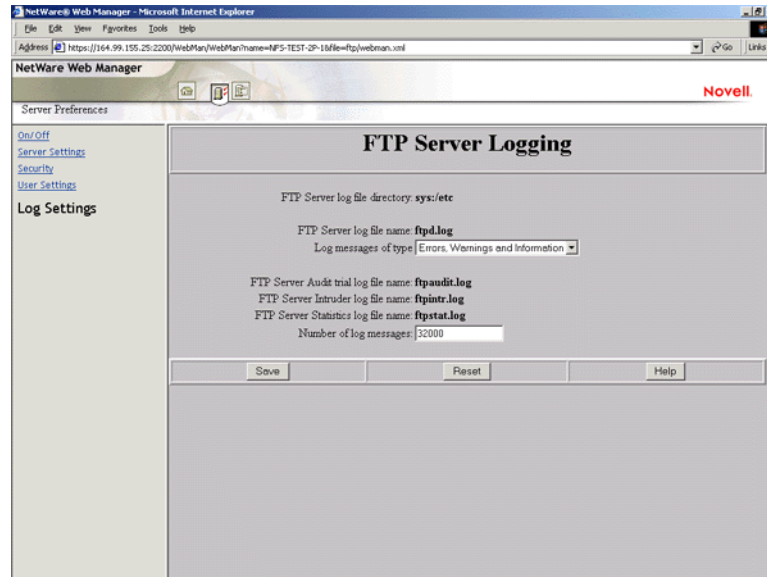 NetWare® Web Manager - Microsoft Internet Explorer
File Edit View Favorites Tools Help
Address https://164.99.155.25:2200/WebMan/WebMan?name=NFS-TEST-2P-1&file=ftp/webman.xml Go Links
NetWare Web Manager
Novell.
Server Preferences
On/Off
Server Settings
Security
User Settings
Log Settings
FTP Server Logging
FTP Server log file directory: sys:/etc
FTP Server log file name: ftpd.log
Log messages of type Errors, Warnings and Information
FTP Server Audit trial log file name: ftpaudit.log
FTP Server Intruder log file name: ftpintr.log
FTP Server Statistics log file name: ftpstat.log
Number of log messages: 32000
Save Reset Help